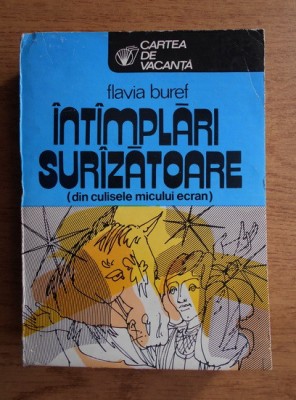 CARTEA
DE
VACANȚĂ
flavia buref
ÎNTÎMPLĂRI
SURÎZĂTOARE
(din culisele micului ecran)